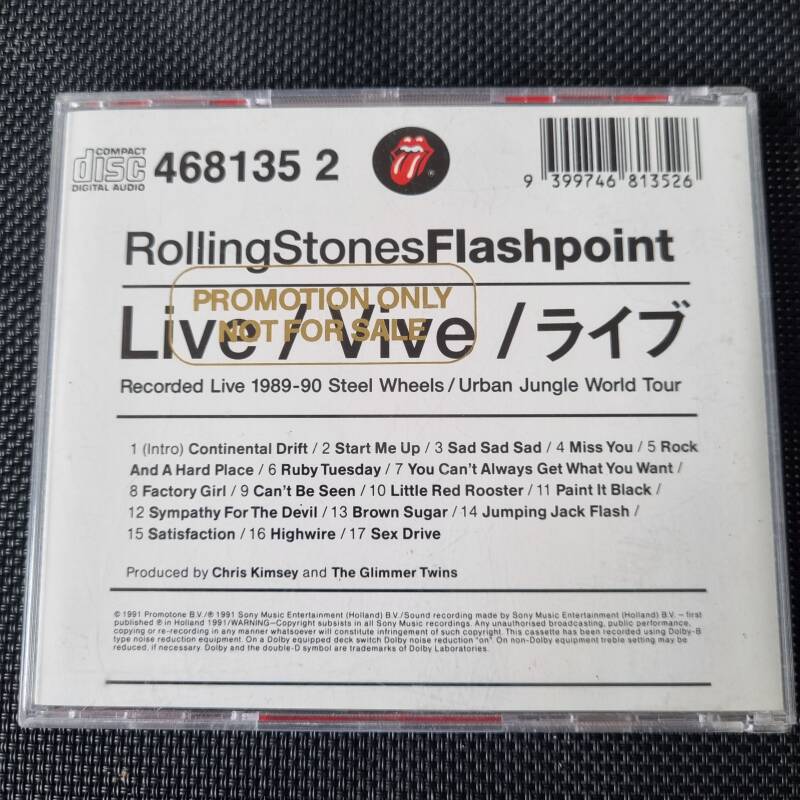 COMPACT
disc
DIGITAL AUDIO
468135 2
®
9 399746 813526
RollingStonesFlashpoint
PROMOTION ONLY
NOT FOR SALE
Live / Vive / ライブ
Recorded Live 1989-90 Steel Wheels / Urban Jungle World Tour
1 (Intro) Continental Drift / 2 Start Me Up / 3 Sad Sad Sad / 4 Miss You / 5 Rock
And A Hard Place / 6 Ruby Tuesday / 7 You Can't Always Get What You Want /
8 Factory Girl / 9 Can't Be Seen / 10 Little Red Rooster / 11 Paint It Black /
12 Sympathy For The Devil / 13 Brown Sugar / 14 Jumping Jack Flash /
15 Satisfaction / 16 Highwire / 17 Sex Drive
Produced by Chris Kimsey and The Glimmer Twins
© 1991 Promotone B.V./℗ 1991 Sony Music Entertainment (Holland) B.V./Sound recording made by Sony Music Entertainment (Holland) B.V. – first
published ℗ in Holland 1991/WARNING–Copyright subsists in all Sony Music recordings. Any unauthorised broadcasting, public performance,
copying or re-recording in any manner whatsoever will constitute infringement of such copyright. This cassette has been recorded using Dolby-B
type noise reduction equipment. On a Dolby equipped deck switch Dolby noise reduction "on". On non-Dolby equipment treble setting may be
reduced, if necessary. Dolby and the double-D symbol are trademarks of Dolby Laboratories.